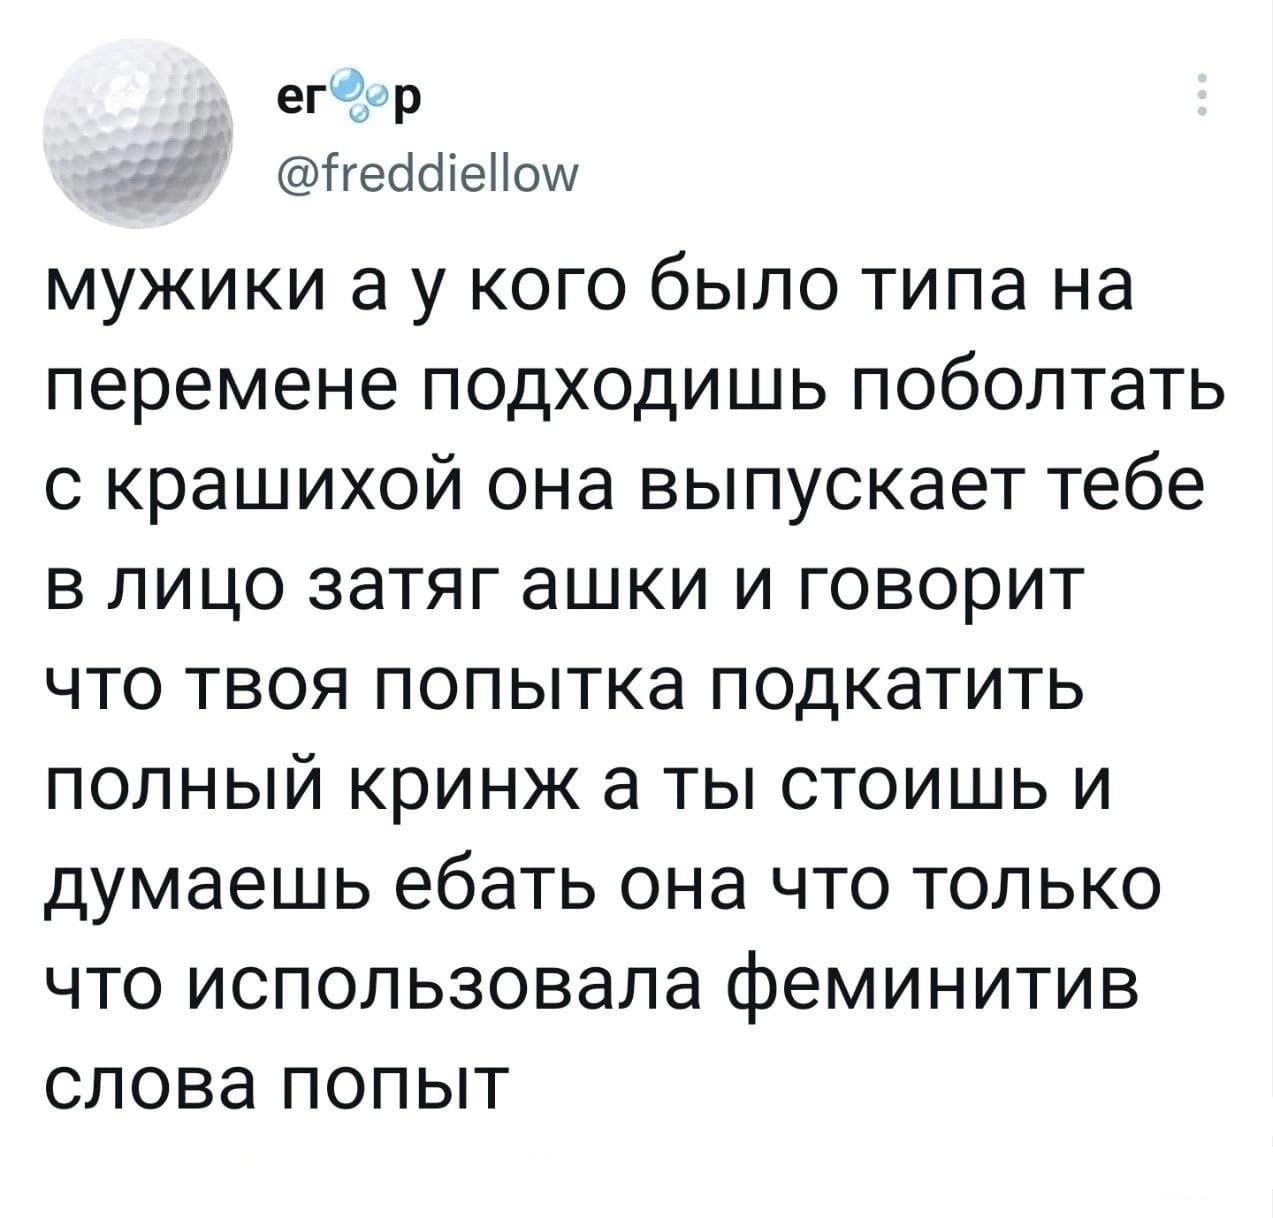 ег🫧р
@freddiellow
мужики а у кого было типа на
перемене подходишь поболтать
с крашихой она выпускает тебе
в лицо затяг ашки и говорит
что твоя попытка подкатить
полный кринж а ты стоишь и
думаешь ебать она что только
что использовала феминитив
слова попыт